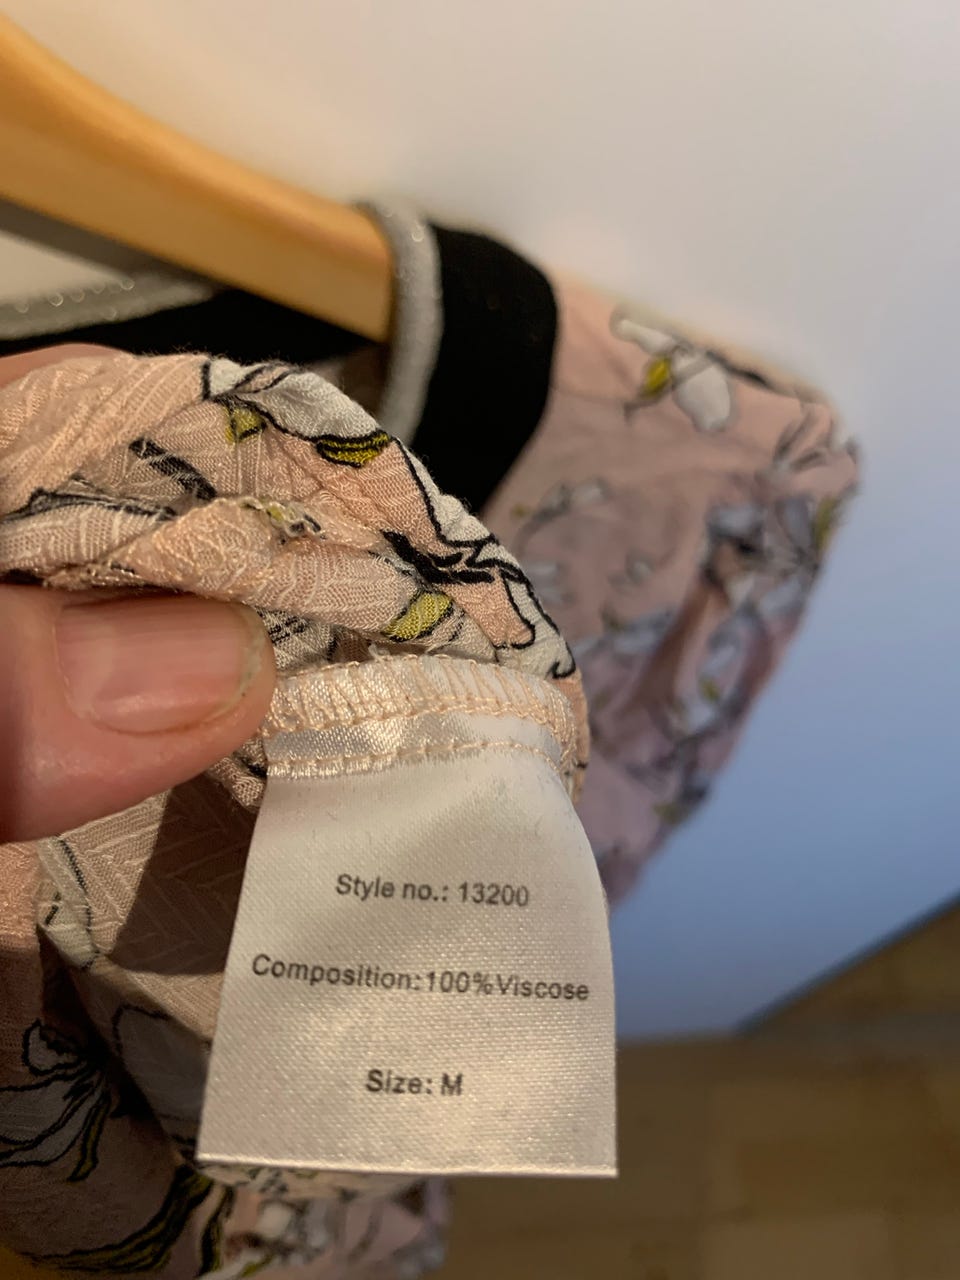 Style no.: 13200
Composition:100%Viscose
Size: M